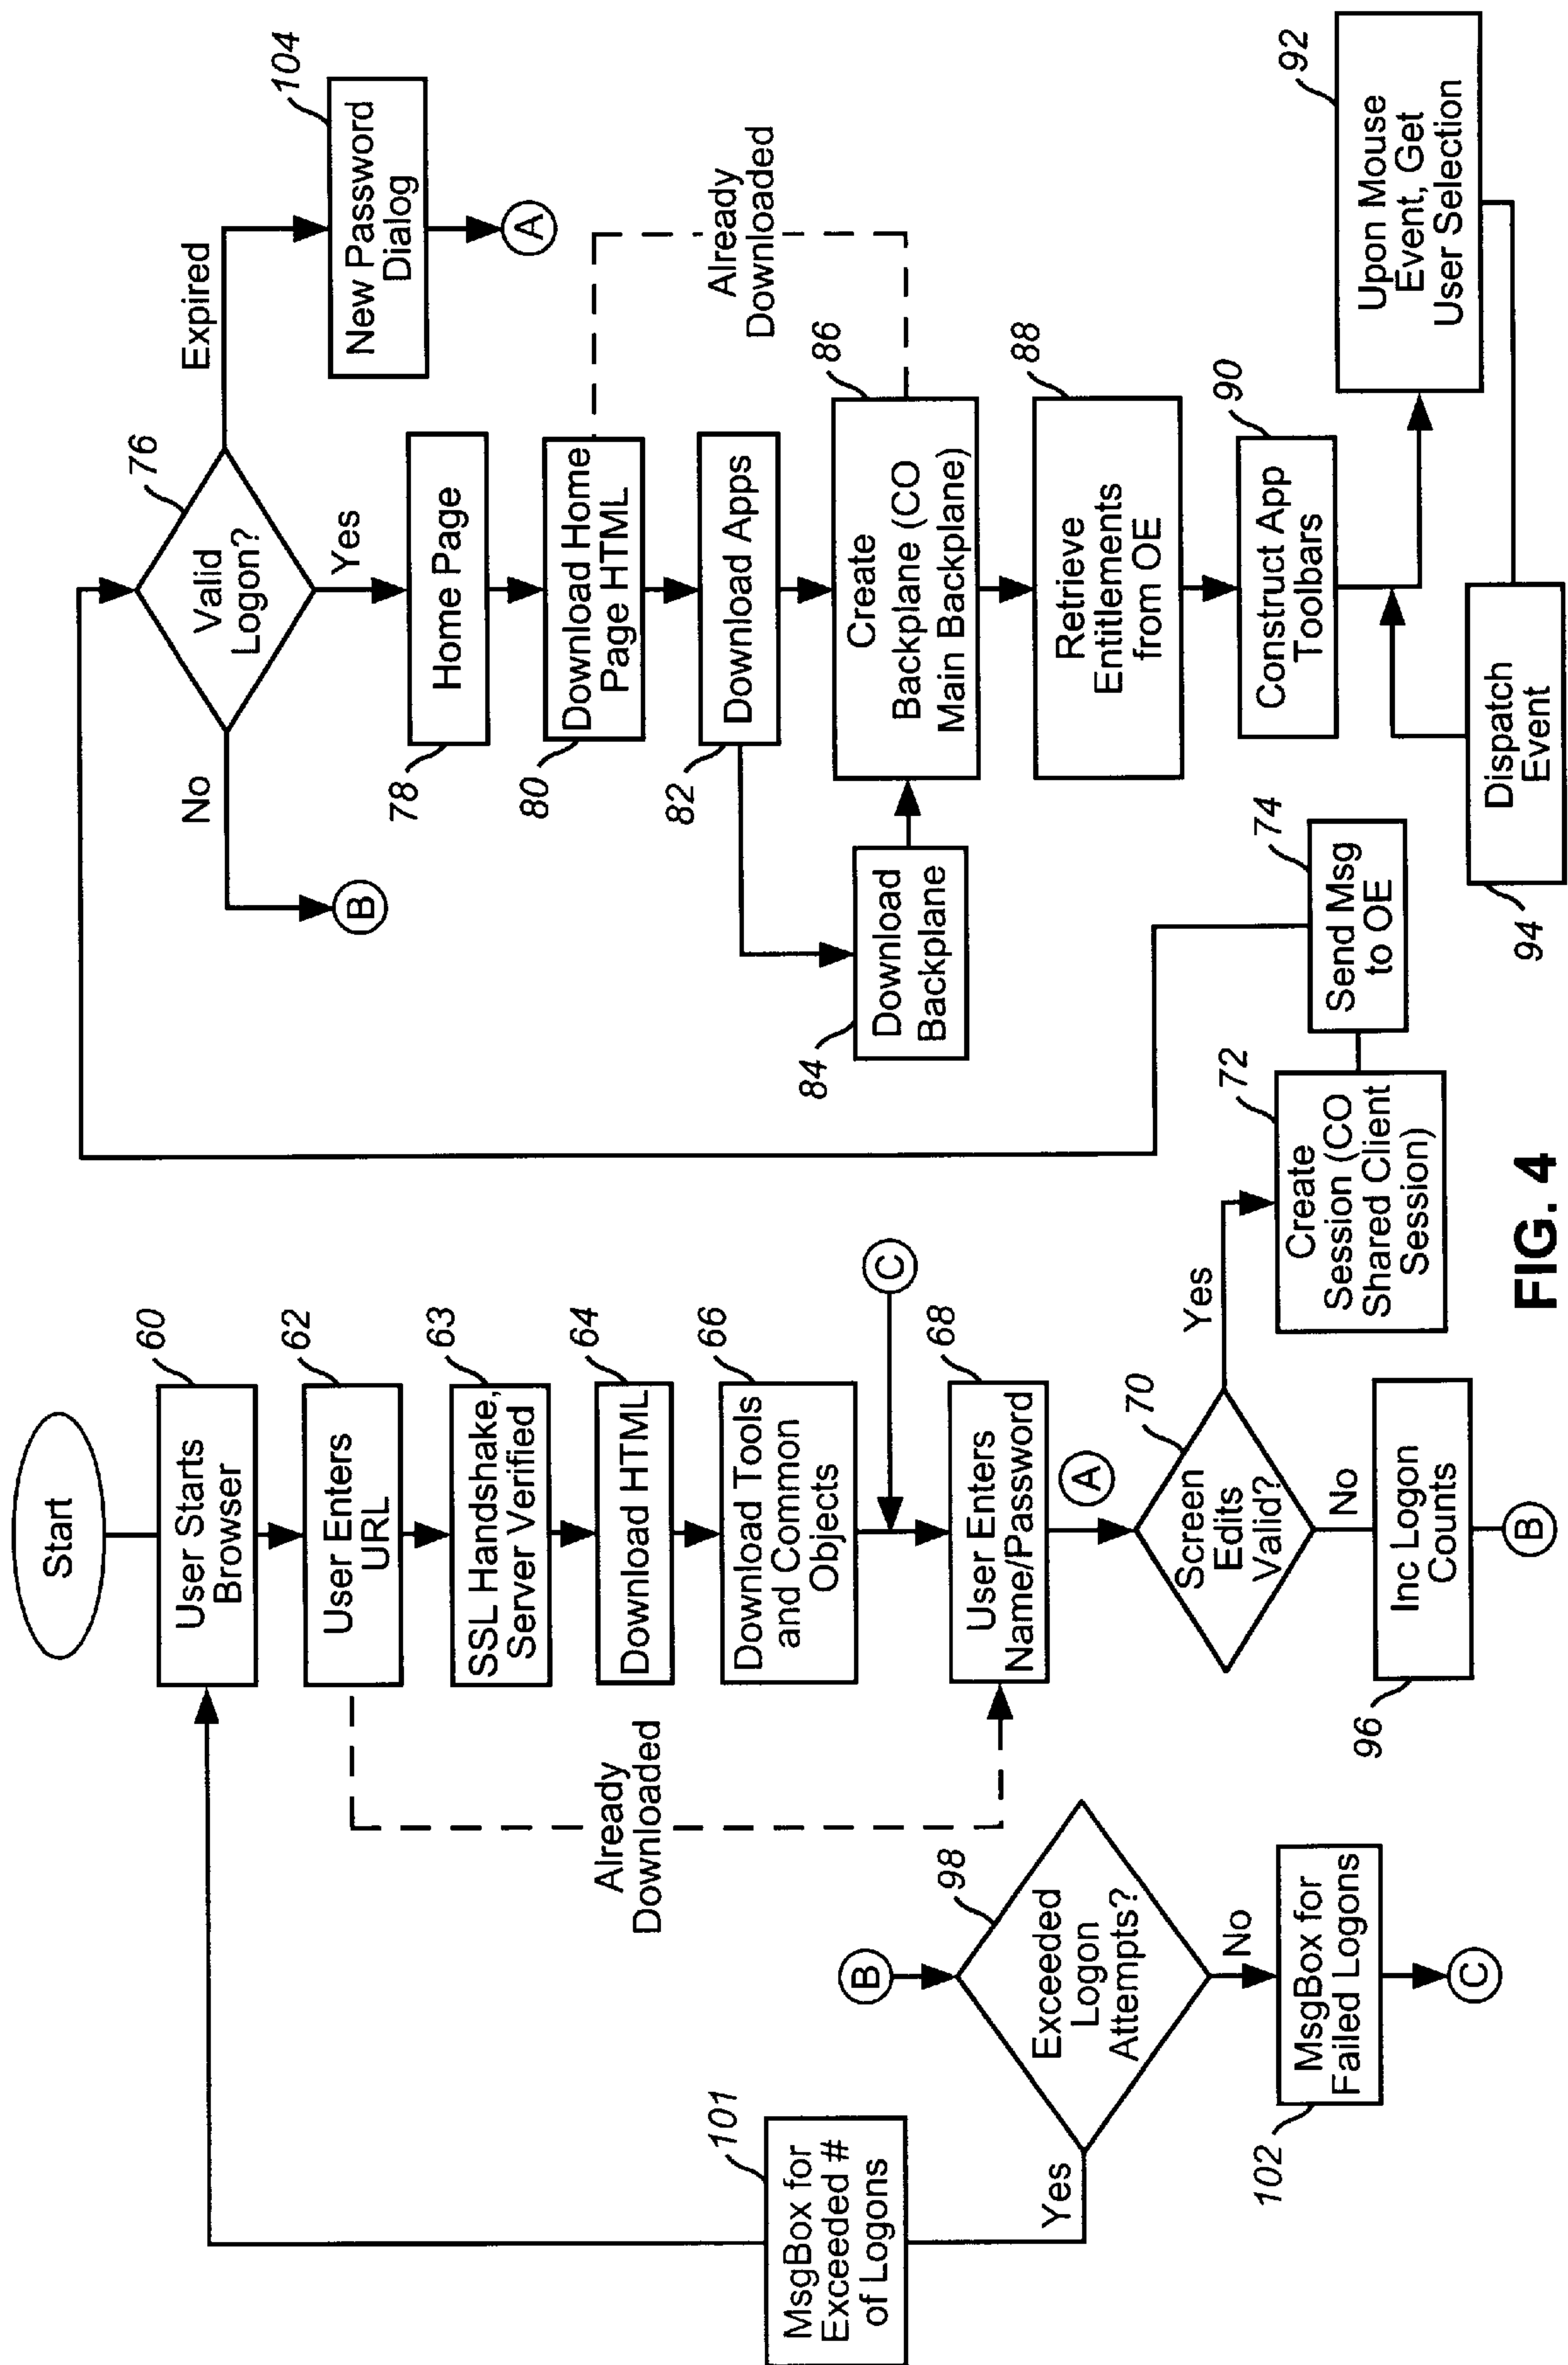 Start
60
User Starts
Browser
62
User Enters
URL
63
SSL Handshake,
Server Verified
64
Download HTML
66
Download Tools
and Common
Objects
C
68
User Enters
Name/Password
Already
Downloaded
A
70
Screen
Edits
Valid?
Yes
No
72
Create
Session (CO
Shared Client
Session)
74
Send Msg
to OE
96
Inc Logon
Counts
B
B
98
Exceeded
Logon
Attempts?
Yes
No
101
MsgBox for
Exceeded #
of Logons
102
MsgBox for
Failed Logons
C
76
Valid
Logon?
No
B
Yes
Expired
104
New Password
Dialog
A
78
Home Page
80
Download Home
Page HTML
Already
Downloaded
82
Download Apps
84
Download
Backplane
86
Create
Backplane (CO
Main Backplane)
88
Retrieve
Entitlements
from OE
90
Construct App
Toolbars
92
Upon Mouse
Event, Get
User Selection
94
Dispatch
Event
FIG. 4